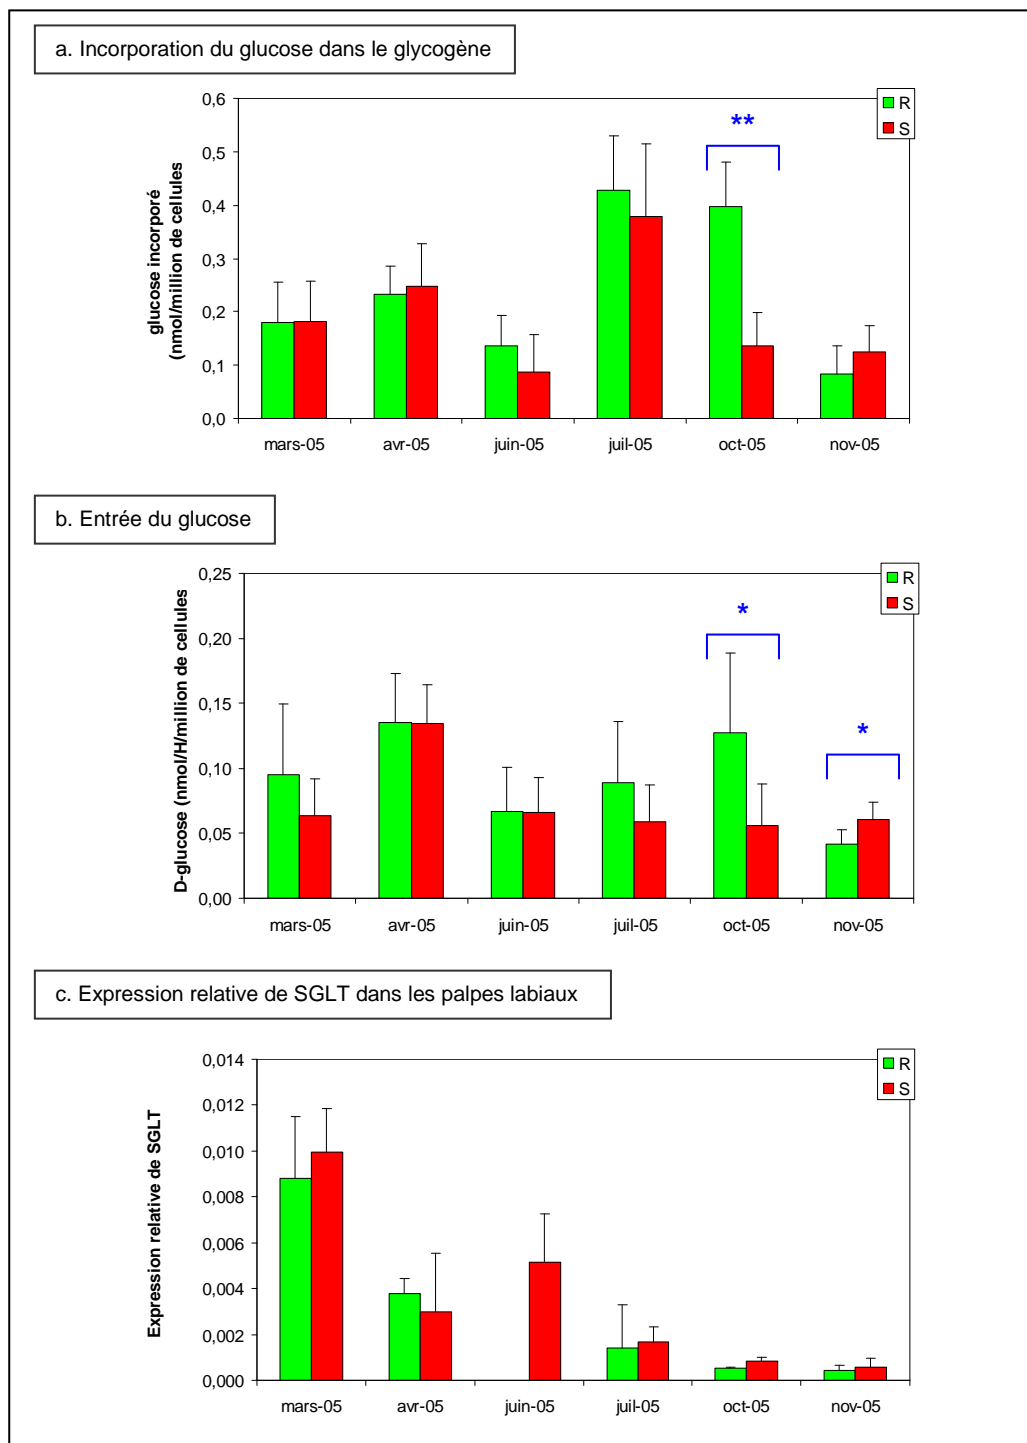 a. Incorporation du glucose dans le glycogène
glucose incorporé
(nmol/million de cellules
0,6
0,5
0,4
0,3
0,2
0,1
0,0
R
S
**
mars-05 avr-05 juin-05 juil-05 oct-05 nov-05
b. Entrée du glucose
D-glucose (nmol/H/million de cellules
0,25
0,20
0,15
0,10
0,05
0,00
R
S
*
*
mars-05 avr-05 juin-05 juil-05 oct-05 nov-05
c. Expression relative de SGLT dans les palpes labiaux
Expression relative de SGLT
0,014
0,012
0,010
0,008
0,006
0,004
0,002
0,000
R
S
mars-05 avr-05 juin-05 juil-05 oct-05 nov-05